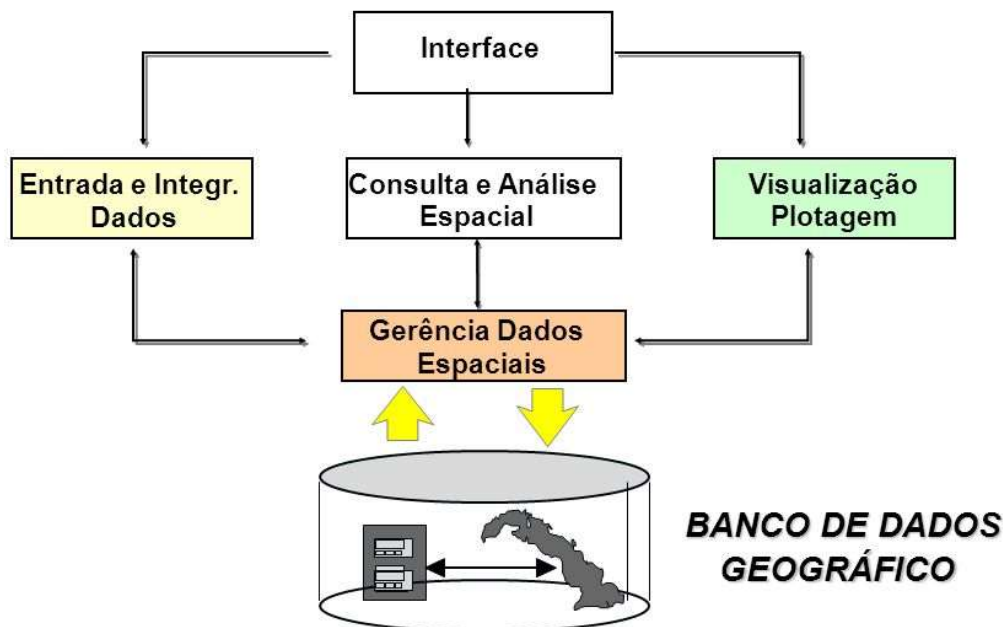 Interface
Entrada e Integr.
Dados
Consulta e Análise
Espacial
Visualização
Plotagem
Gerência Dados
Espaciais
BANCO DE DADOS
GEOGRÁFICO